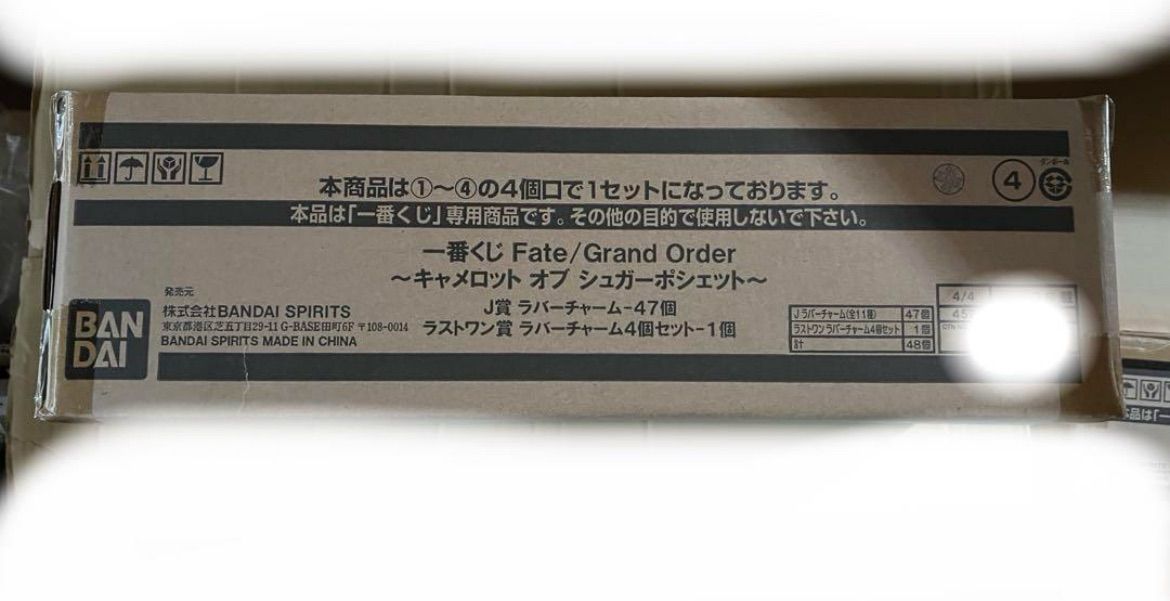 ダンボール
本商品は①～④の4個口で1セットになっております。
④
本品は「一番くじ」専用商品です。その他の目的で使用しないで下さい。
一番くじ Fate/Grand Order
～キャメロット オブ シュガーポシェット～
J賞 ラバーチャーム-47個
ラストワン賞 ラバーチャーム4個セット-1個
BANDAI
発売元
株式会社BANDAI SPIRITS
東京都港区芝五丁目29-11 G-BASE田町6F 〒108-0014
BANDAI SPIRITS MADE IN CHINA
J ラバーチャーム(全11種) 47個
ラストワン ラバーチャーム4個セット 1個
計 48個
4/4
本品は「一